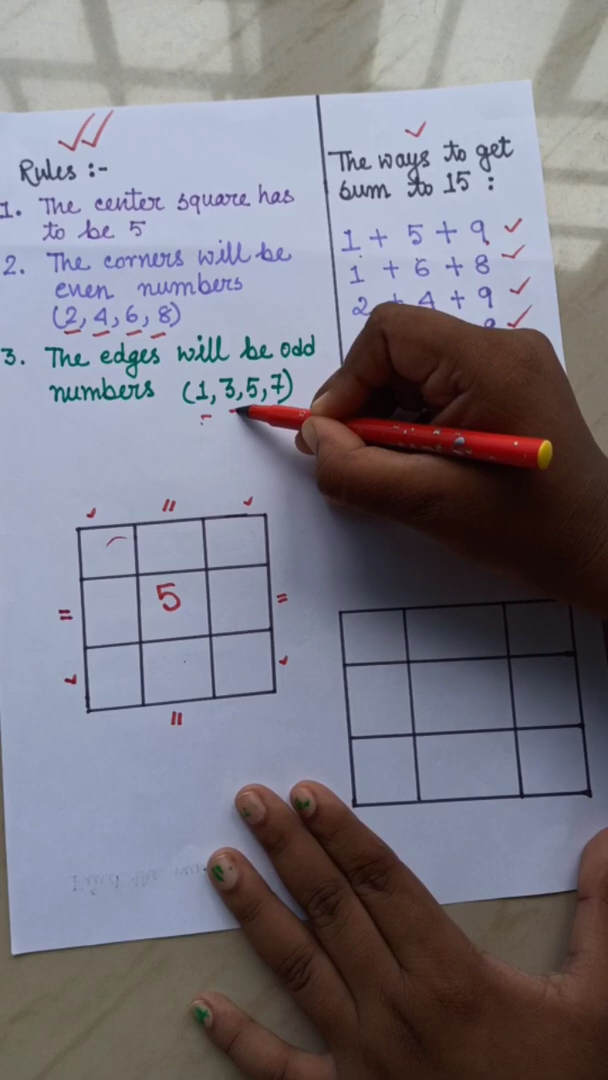 Rules :-
1. The center square has
to be 5
2. The corners will be
even numbers
(2, 4, 6, 8)
3. The edges will be odd
numbers (1, 3, 5, 7)
The ways to get
sum to 15 :
1 + 5 + 9
1 + 6 + 8
2 + 4 + 9
5